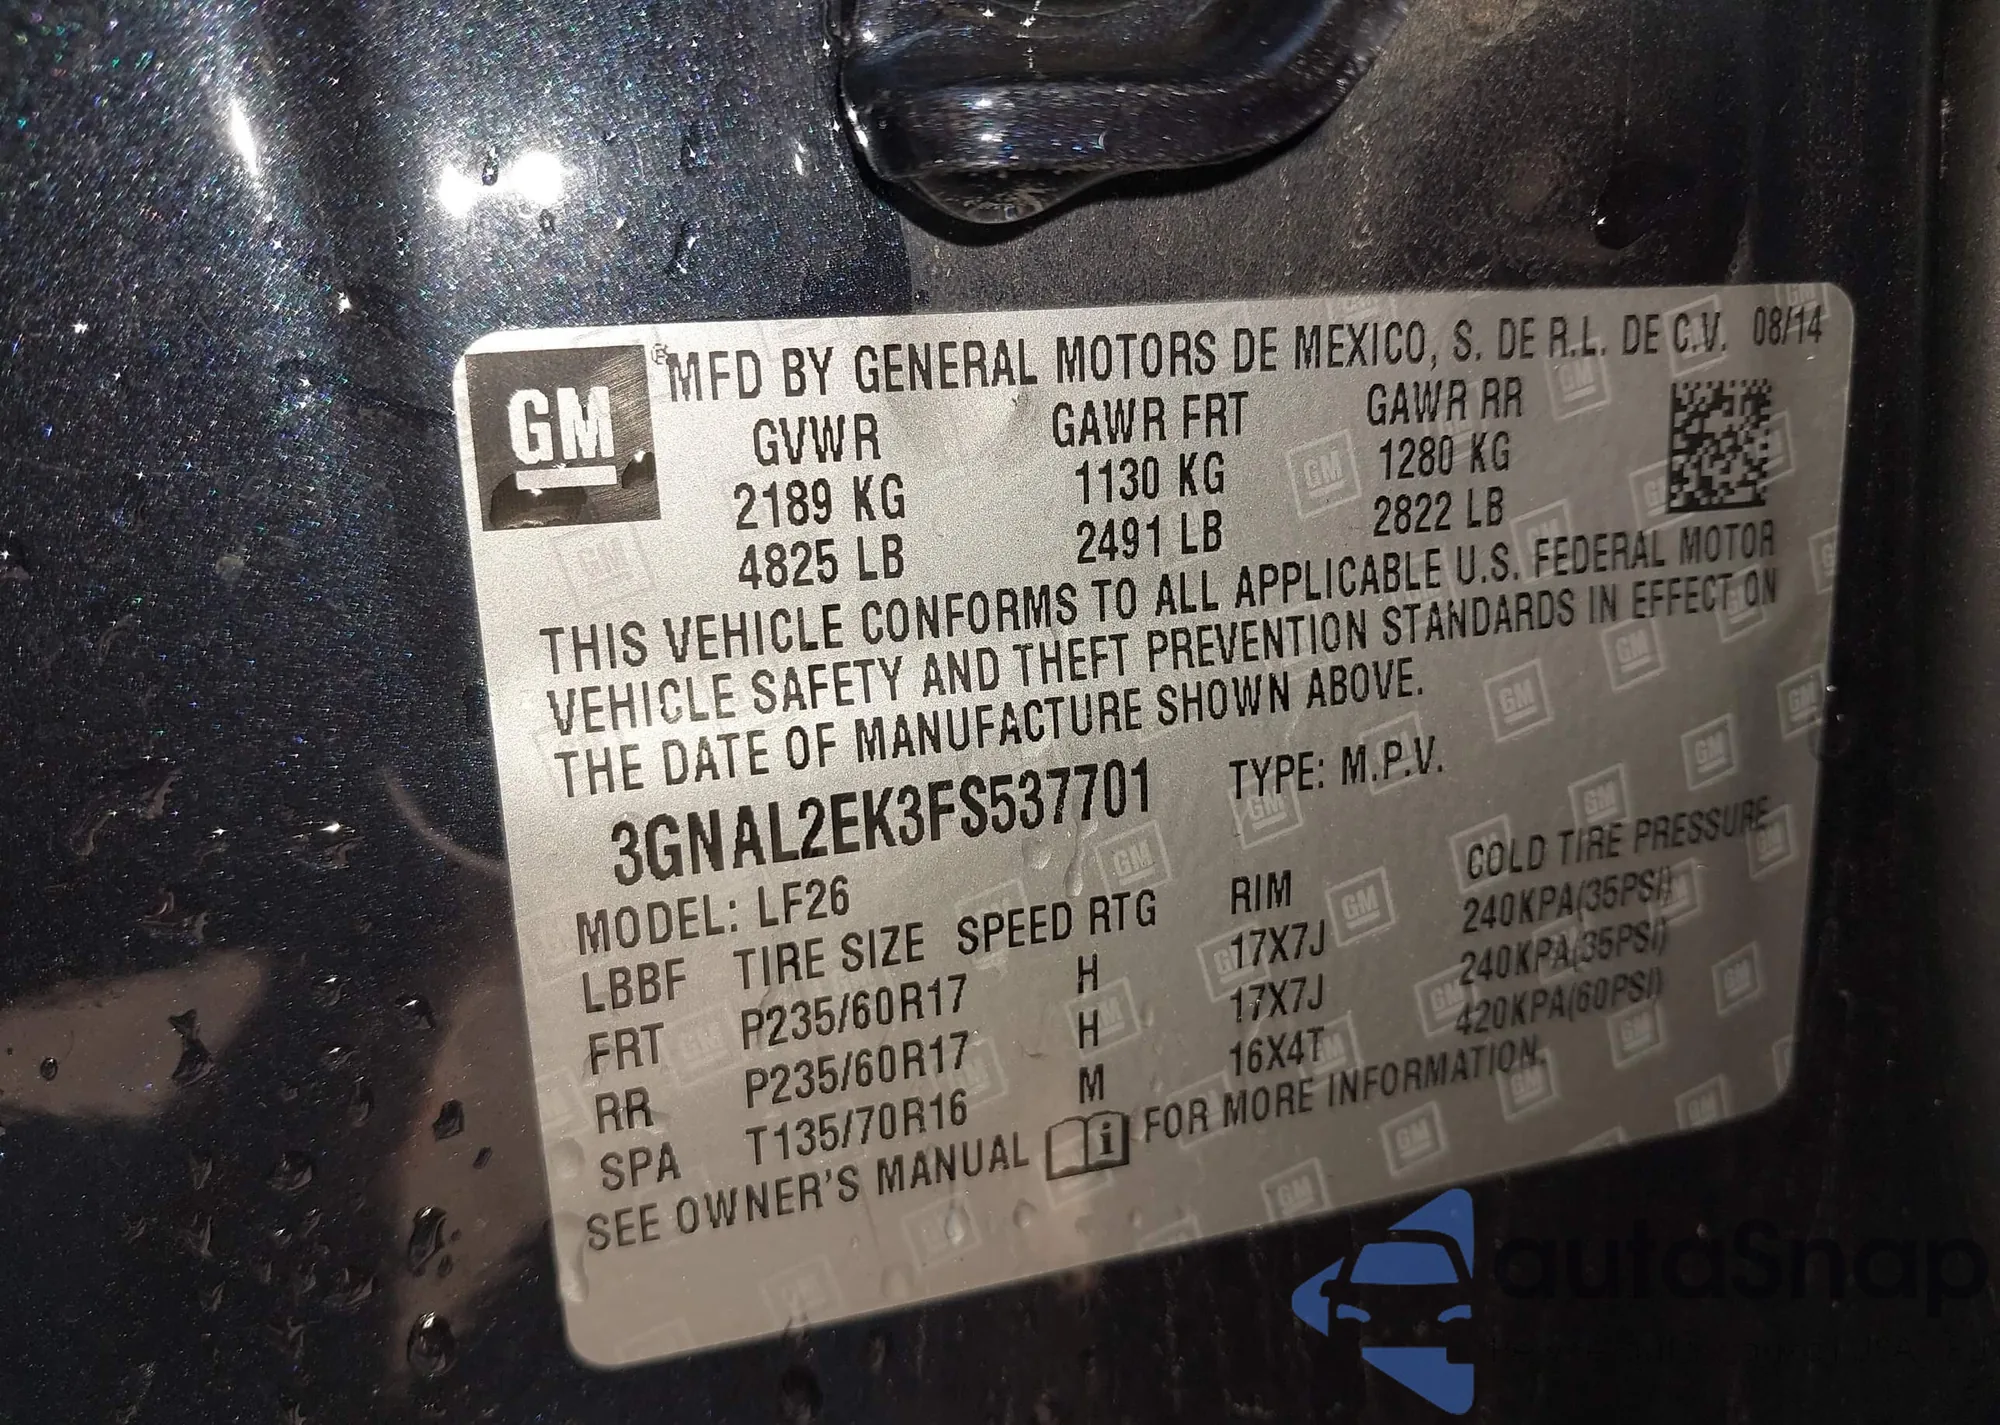 GM
MFD BY GENERAL MOTORS DE MEXICO, S. DE R.L. DE C.V. 08/14
GVWR GAWR FRT GAWR RR
2189 KG 1130 KG 1280 KG
4825 LB 2491 LB 2822 LB
THIS VEHICLE CONFORMS TO ALL APPLICABLE U.S. FEDERAL MOTOR
VEHICLE SAFETY AND THEFT PREVENTION STANDARDS IN EFFECT ON
THE DATE OF MANUFACTURE SHOWN ABOVE.
3GNAL2EK3FS537701 TYPE: M.P.V.
MODEL: LF26
LBBF TIRE SIZE SPEED RTG RIM COLD TIRE PRESSURE
FRT P235/60R17 H 17X7J 240KPA(35PSI)
RR P235/60R17 H 17X7J 240KPA(35PSI)
SPA T135/70R16 M 16X4T 420KPA(60PSI)
SEE OWNER'S MANUAL FOR MORE INFORMATION.
autaSnap